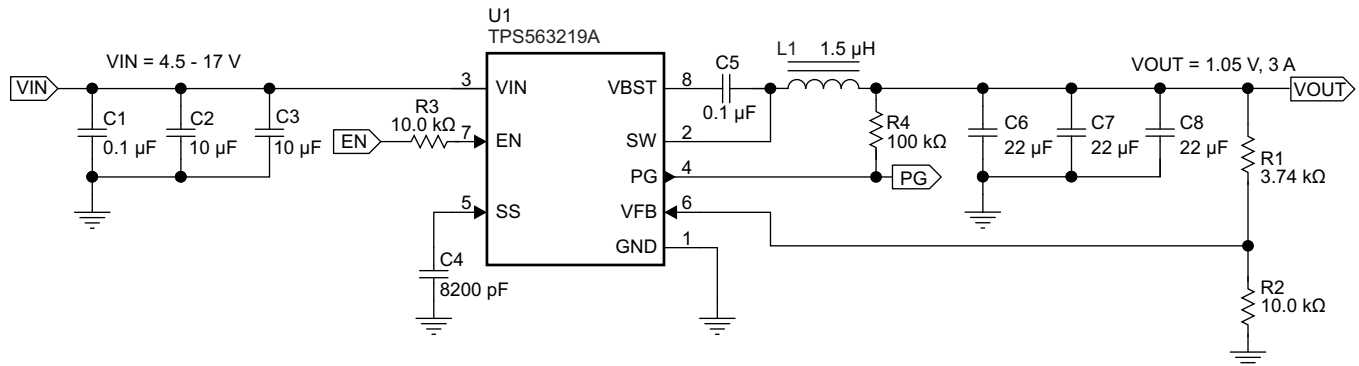 U1
TPS563219A
VIN = 4.5 - 17 V
VIN
C1
0.1 µF
C2
10 µF
C3
10 µF
R3
10.0 kΩ
EN
3
VIN
7
EN
5
SS
C4
8200 pF
VBST
8
SW
2
PG
4
VFB
6
GND
1
C5
0.1 µF
L1
1.5 µH
R4
100 kΩ
PG
C6
22 µF
C7
22 µF
C8
22 µF
VOUT = 1.05 V, 3 A
VOUT
R1
3.74 kΩ
R2
10.0 kΩ